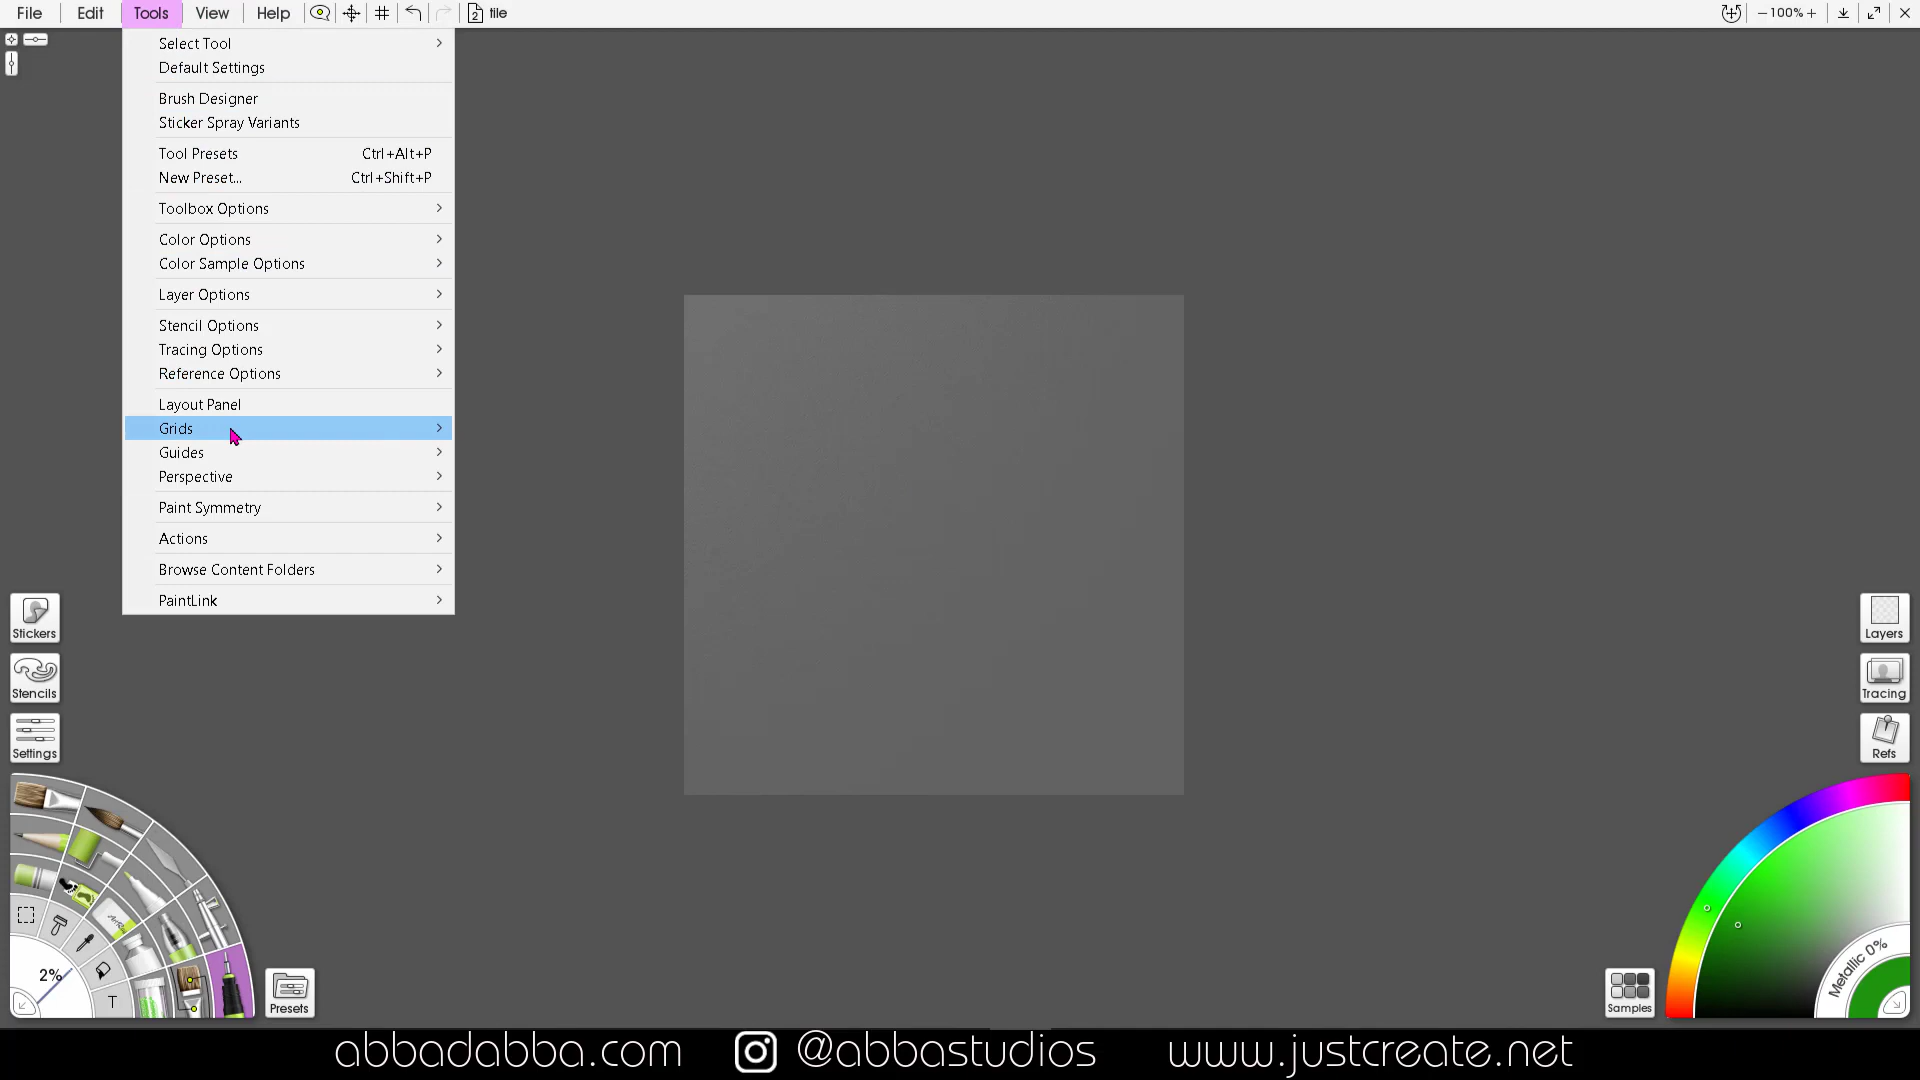 File Edit Tools View Help 2 tile −100%+
Select Tool
Default Settings
Brush Designer
Sticker Spray Variants
Tool Presets Ctrl+Alt+P
New Preset... Ctrl+Shift+P
Toolbox Options
Color Options
Color Sample Options
Layer Options
Stencil Options
Tracing Options
Reference Options
Layout Panel
Grids
Guides
Perspective
Paint Symmetry
Actions
Browse Content Folders
PaintLink
Stickers
Stencils
Settings
Layers
Tracing
Refs
2%
T
Presets
Metallic 0%
Samples
abbadabba.com @abbastudios www.justcreate.net